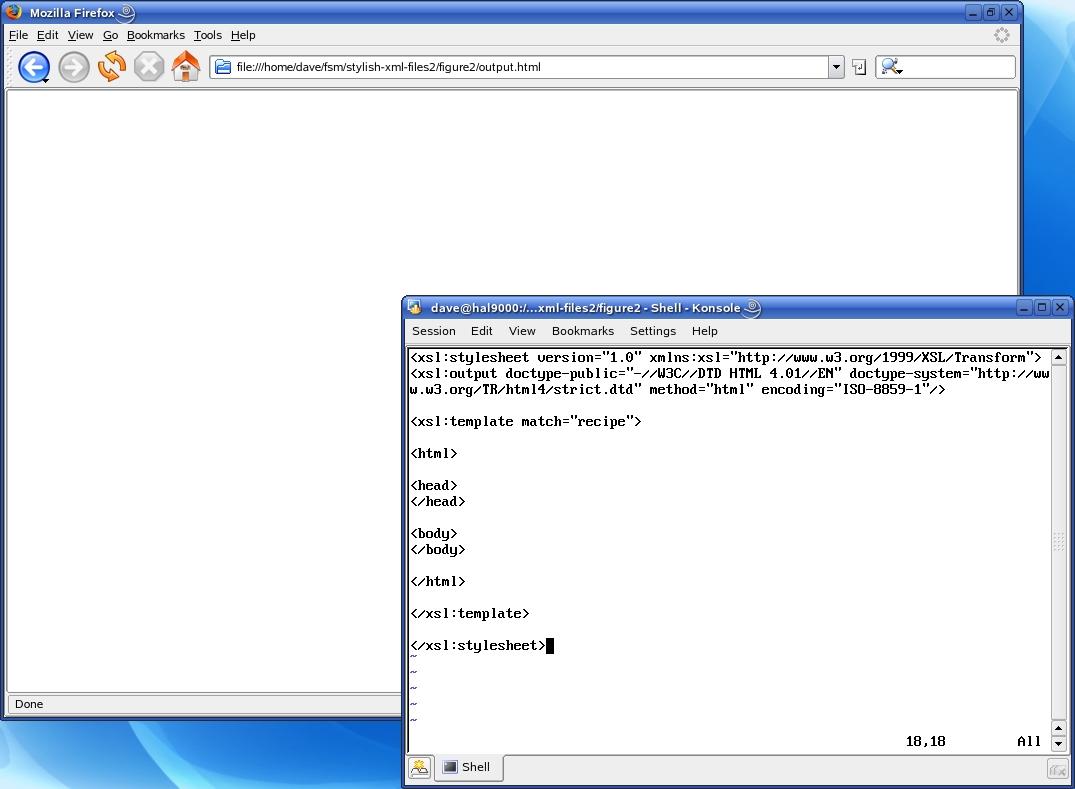 Mozilla Firefox
File Edit View Go Bookmarks Tools Help
file:///home/dave/fsm/stylish-xml-files2/figure2/output.html
dave@hal9000:/...xml-files2/figure2 - Shell - Konsole
Session Edit View Bookmarks Settings Help
<xsl:stylesheet version="1.0" xmlns:xsl="http://www.w3.org/1999/XSL/Transform">
<xsl:output doctype-public="-//W3C//DTD HTML 4.01//EN" doctype-system="http://ww
w.w3.org/TR/html4/strict.dtd" method="html" encoding="ISO-8859-1"/>
<xsl:template match="recipe">
<html>
<head>
</head>
<body>
</body>
</html>
</xsl:template>
</xsl:stylesheet>
~
~
~
~
~
18,18 All
Done
Shell